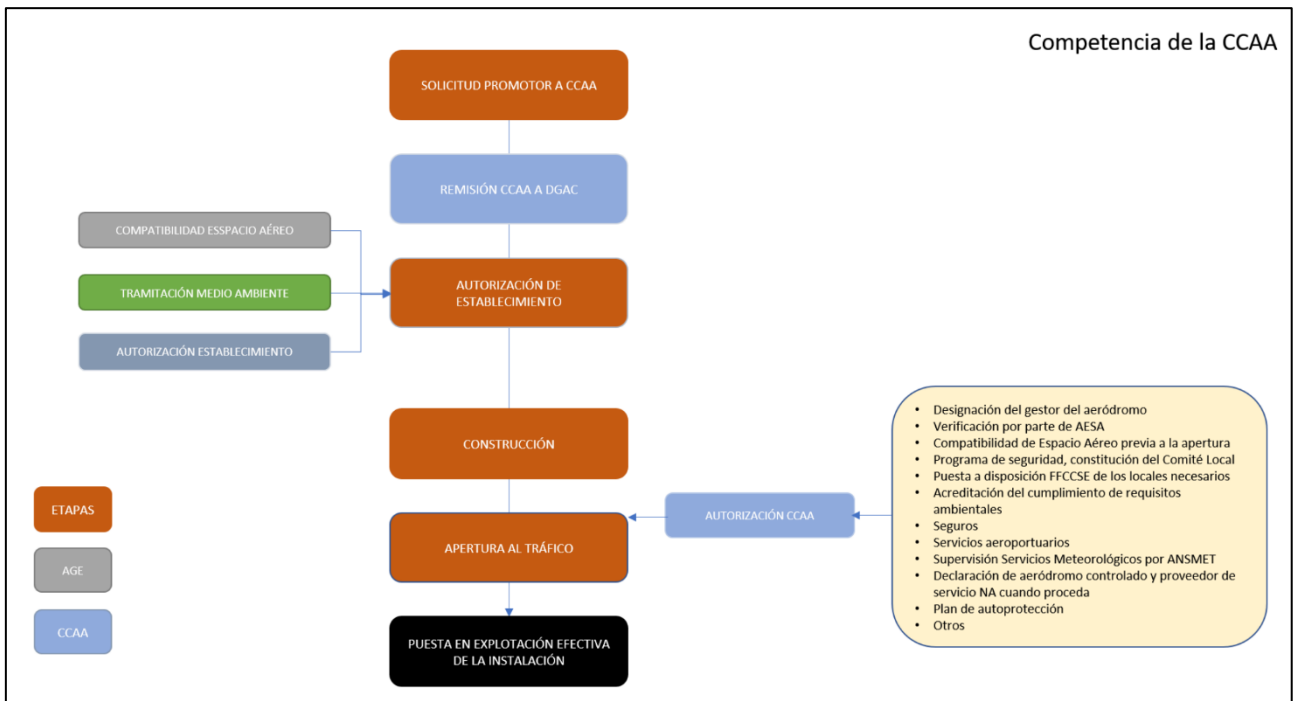 Competencia de la CCAA
SOLICITUD PROMOTOR A CCAA
REMISIÓN CCAA A DGAC
COMPATIBILIDAD ESSPACIO AÉREO
TRAMITACIÓN MEDIO AMBIENTE
AUTORIZACIÓN ESTABLECIMIENTO
AUTORIZACIÓN DE
ESTABLECIMIENTO
CONSTRUCCIÓN
APERTURA AL TRÁFICO
AUTORIZACIÓN CCAA
• Designación del gestor del aeródromo
• Verificación por parte de AESA
• Compatibilidad de Espacio Aéreo previa a la apertura
• Programa de seguridad, constitución del Comité Local
• Puesta a disposición FFCCSE de los locales necesarios
• Acreditación del cumplimiento de requisitos
ambientales
• Seguros
• Servicios aeroportuarios
• Supervisión Servicios Meteorológicos por ANSMET
• Declaración de aeródromo controlado y proveedor de
servicio NA cuando proceda
• Plan de autoprotección
• Otros
PUESTA EN EXPLOTACIÓN EFECTIVA
DE LA INSTALACIÓN
ETAPAS
AGE
CCAA